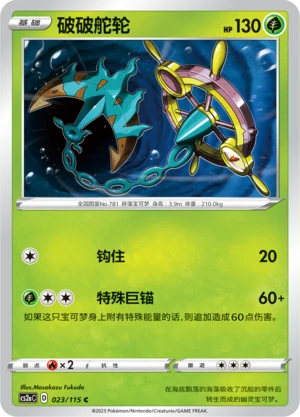 基础 破破舵轮 HP 130
全国图鉴No.781 碎落宝可梦 身高：3.9m 体重：210.0kg
钩住 20
特殊巨锚 60+
如果这只宝可梦身上附有特殊能量的话，则追加造成60点伤害。
弱点 ×2 抗性 撤退
Illus.Masakazu Fukuda
CS2aC D 023/115 C
在海底飘荡的海藻吸收了沉船的零件后
转生而成的幽灵宝可梦。
©2023 Pokémon/Nintendo/Creatures/GAME FREAK.